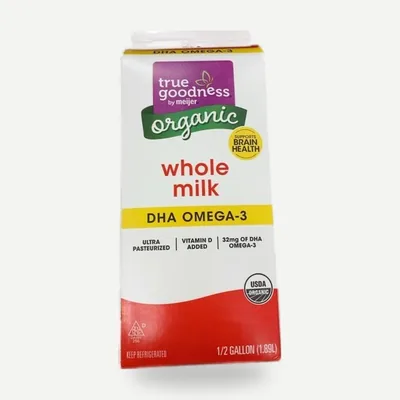 true
goodness
by meijer
organic
SUPPORTS
BRAIN
HEALTH
whole
milk
DHA OMEGA-3
ULTRA
PASTEURIZED
VITAMIN D
ADDED
32mg OF DHA
OMEGA-3
USDA
ORGANIC
KEEP REFRIGERATED
1/2 GALLON (1.89L)